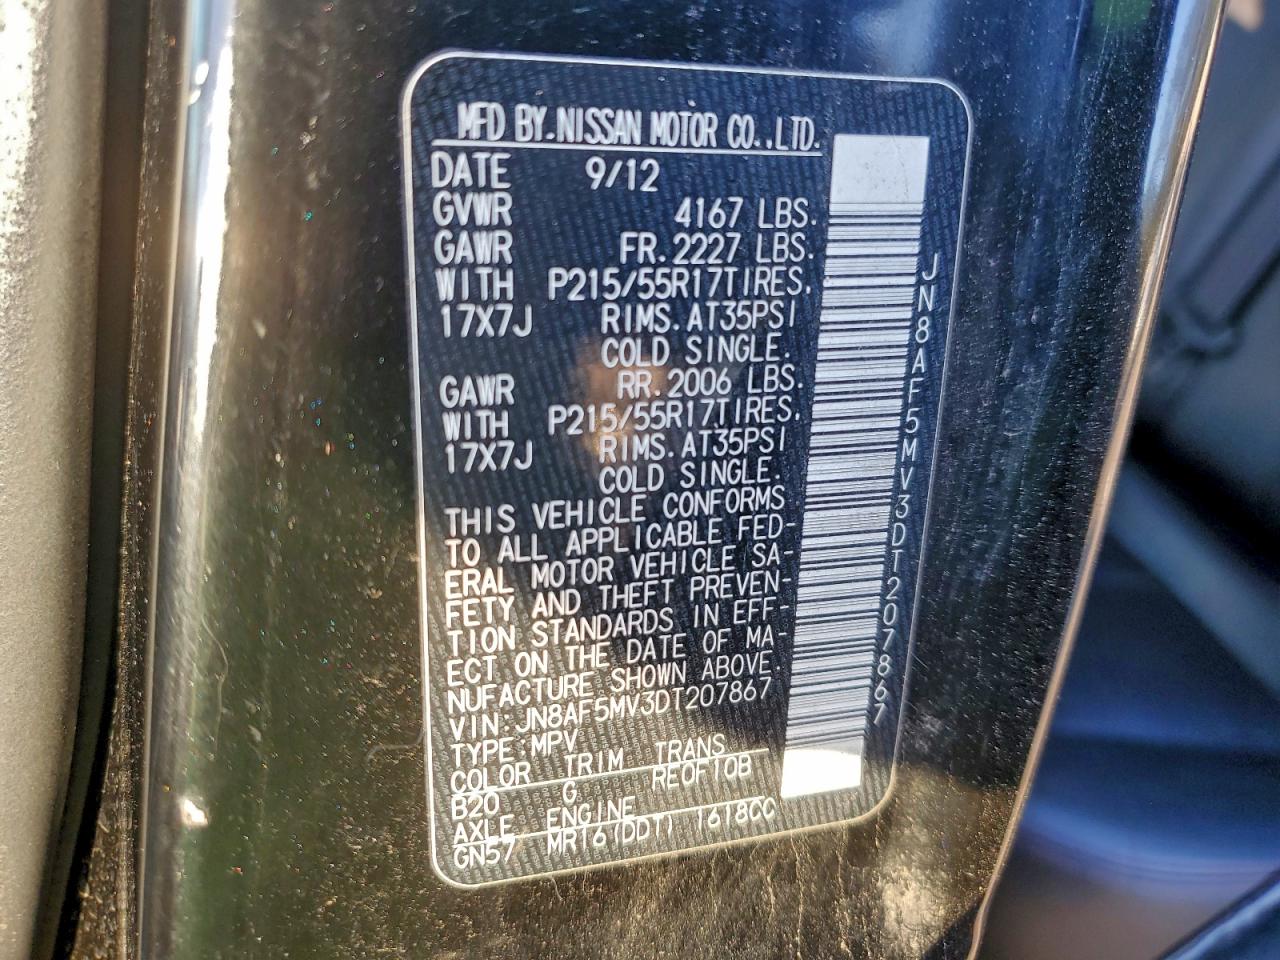 MFD BY.NISSAN MOTOR CO.,LTD.
DATE 9/12
GVWR 4167 LBS.
GAWR FR.2227 LBS.
WITH P215/55R17TIRES.
17X7J RIMS.AT35PSI
COLD SINGLE.
GAWR RR.2006 LBS.
WITH P215/55R17TIRES.
17X7J RIMS.AT35PSI
COLD SINGLE.
THIS VEHICLE CONFORMS
TO ALL APPLICABLE FED-
ERAL MOTOR VEHICLE SA-
FETY AND THEFT PREVEN-
TION STANDARDS IN EFF-
ECT ON THE DATE OF MA-
NUFACTURE SHOWN ABOVE.
VIN:JN8AF5MV3DT207867
TYPE:MPV
COLOR TRIM TRANS
B20 G RE0F10B
AXLE ENGINE
GN57 MR16(DDT) 1618CC
JN8AF5MV3DT207867